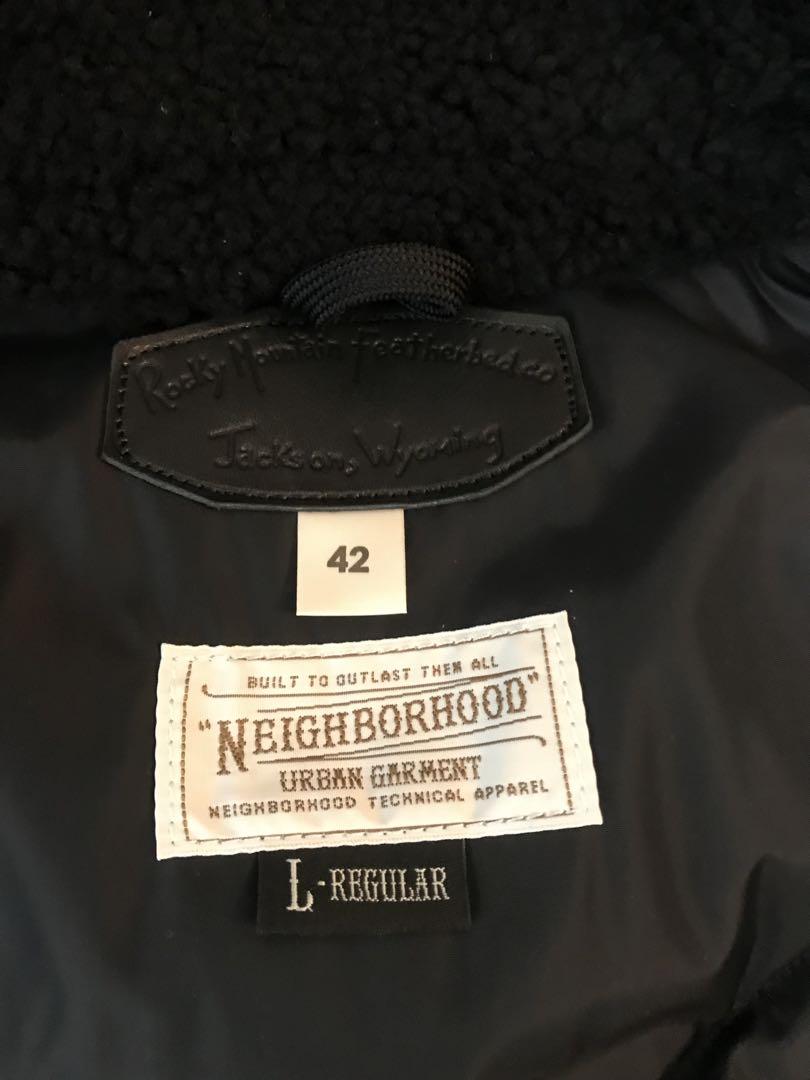 Rocky Mountain Featherbed.co
Jackson, Wyoming
42
BUILT TO OUTLAST THEM ALL
"NEIGHBORHOOD"
URBAN GARMENT
NEIGHBORHOOD TECHNICAL APPAREL
L-REGULAR